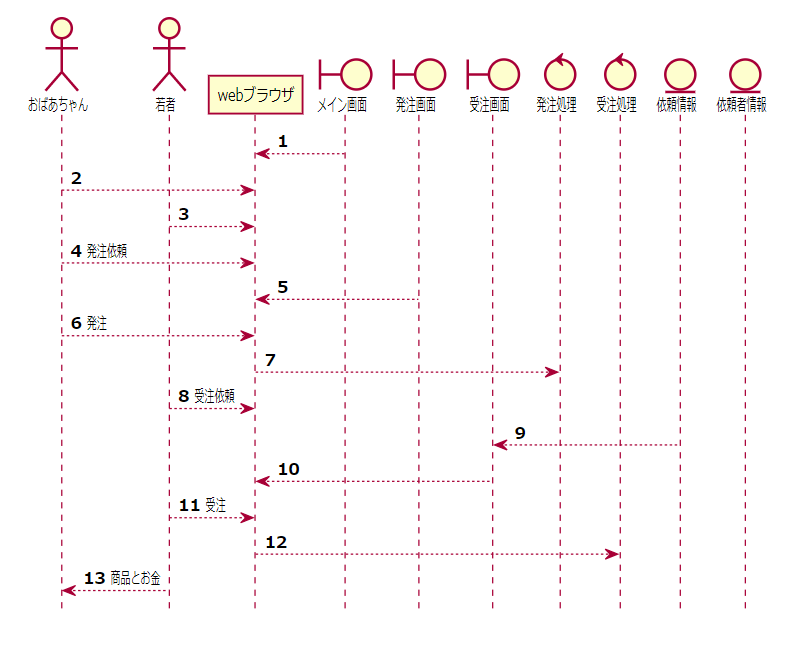 おばあちゃん 若者 webブラウザ メイン画面 発注画面 受注画面 発注処理 受注処理 依頼情報 依頼者情報
1
2
3
4 発注依頼
5
6 発注
7
8 受注依頼
9
10
11 受注
12
13 商品とお金